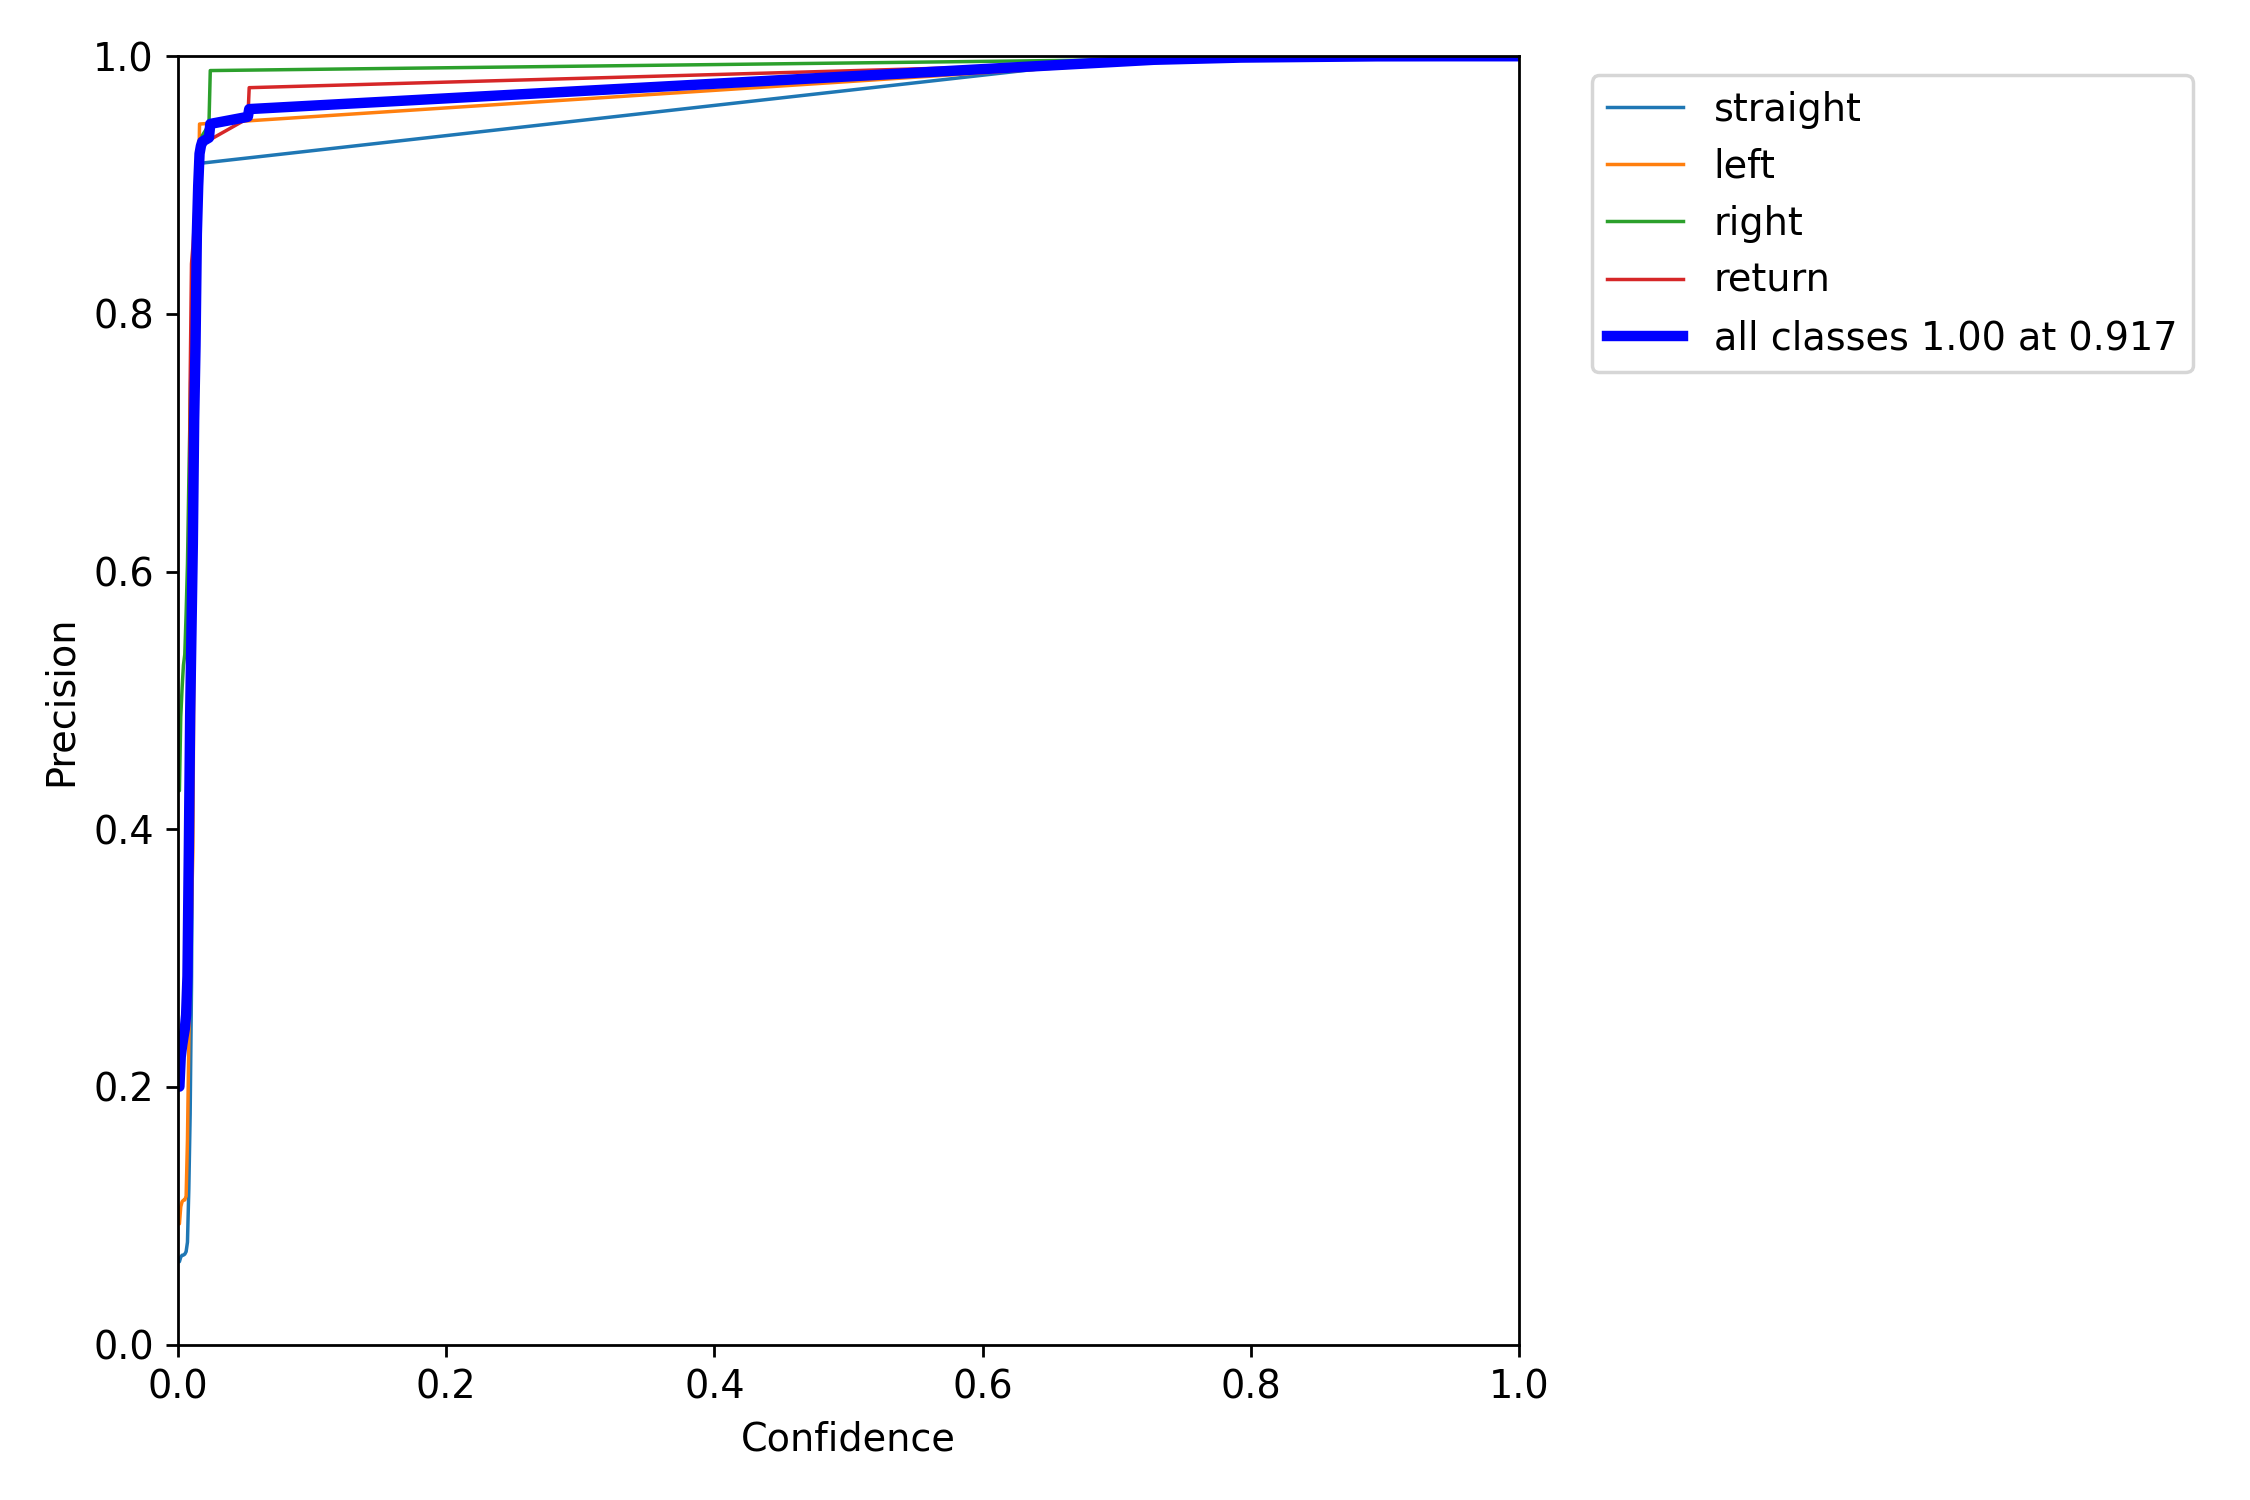 1.0
0.8
0.6
0.4
0.2
0.0
0.0 0.2 0.4 0.6 0.8 1.0
Precision
Confidence
straight
left
right
return
all classes 1.00 at 0.917